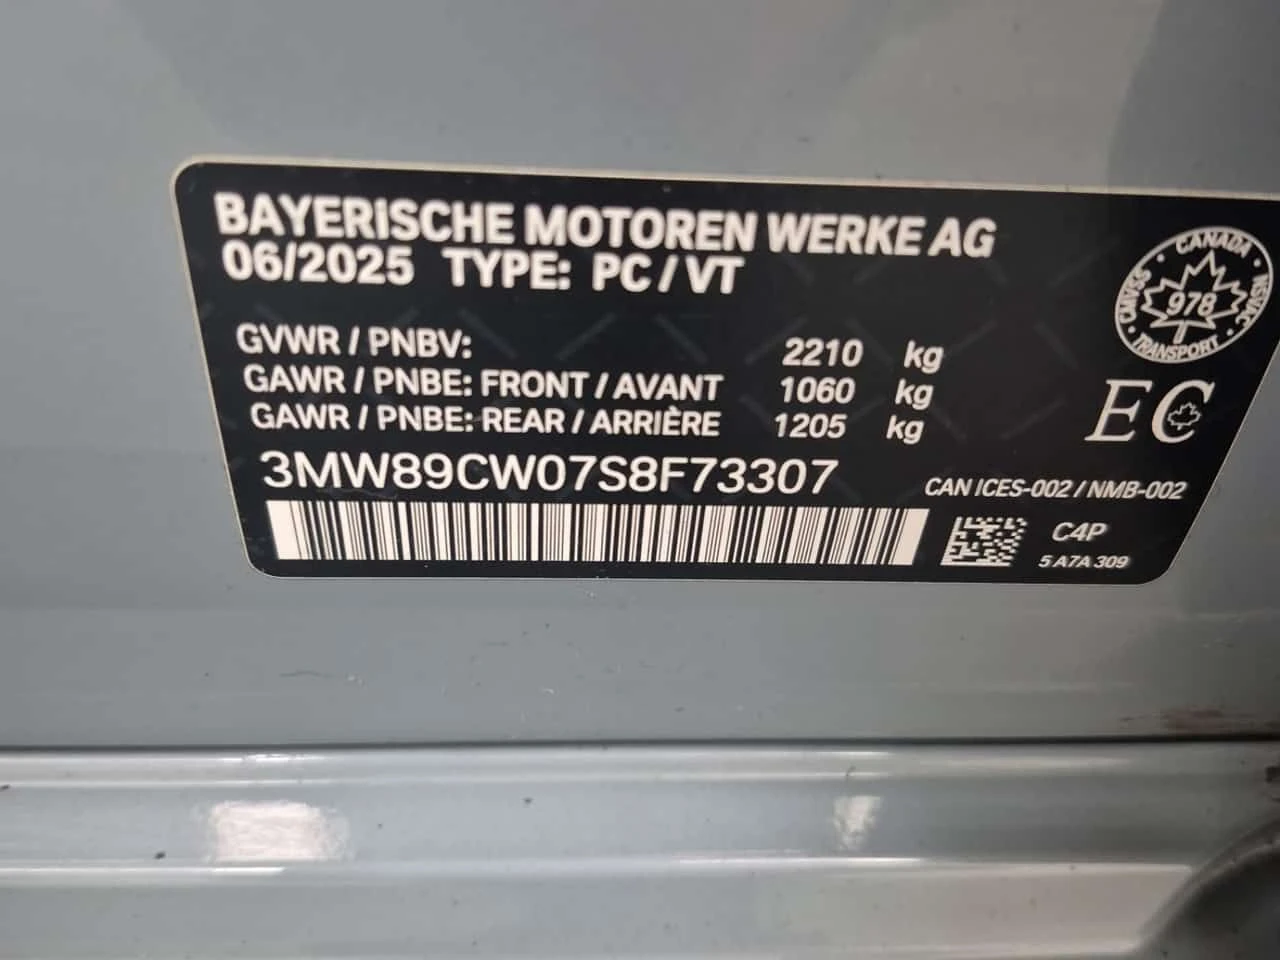 BAYERISCHE MOTOREN WERKE AG
06/2025 TYPE: PC / VT
GVWR / PNBV: 2210 kg
GAWR / PNBE: FRONT / AVANT 1060 kg
GAWR / PNBE: REAR / ARRIÈRE 1205 kg
3MW89CW07S8F73307
CANADA
CMVSS 978 NSVAC
TRANSPORT
EC
CAN ICES-002 / NMB-002
C4P
5 A7A 309